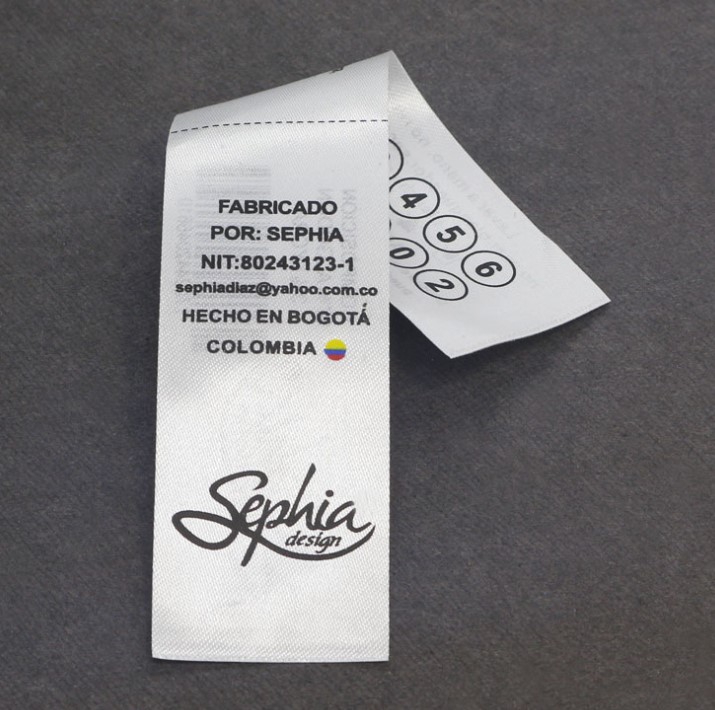 FABRICADO
POR: SEPHIA
NIT:80243123-1
sephiadiaz@yahoo.com.co
HECHO EN BOGOTÁ
COLOMBIA
Sephia
design
4
5
6
0
2